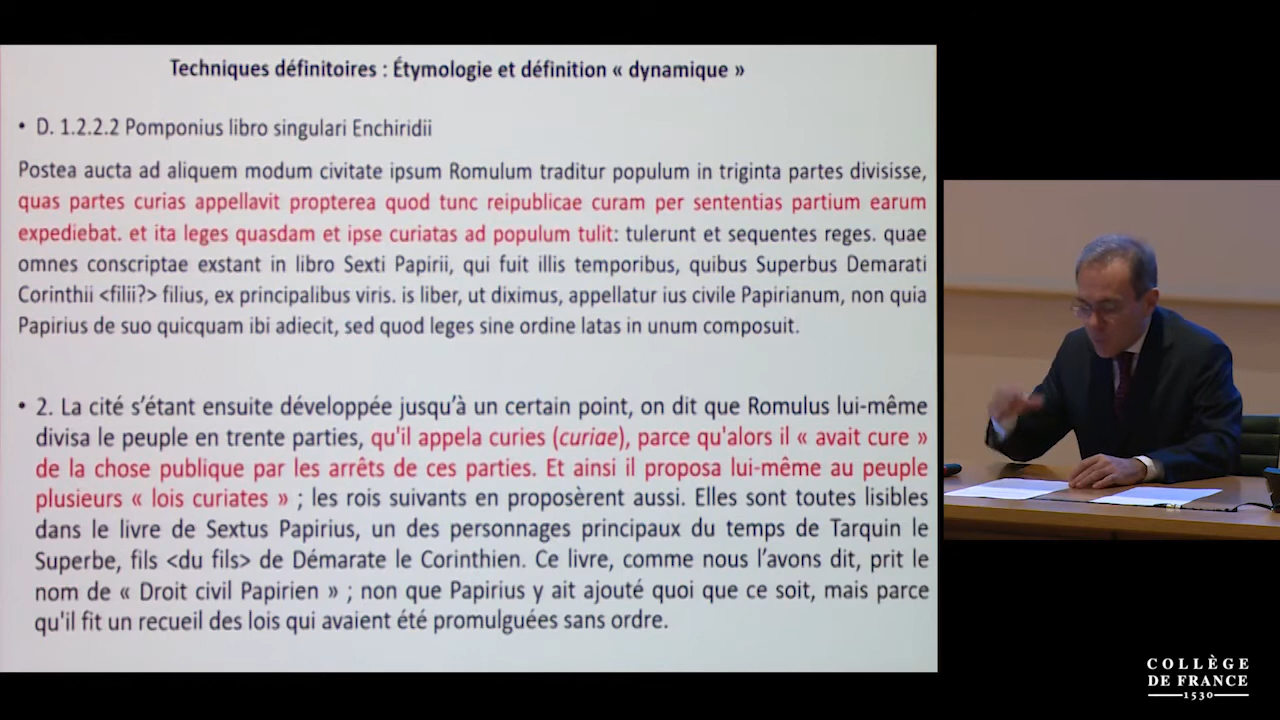 Techniques définitoires : Étymologie et définition « dynamique »
• D. 1.2.2.2 Pomponius libro singulari Enchiridii
Postea aucta ad aliquem modum civitate ipsum Romulum traditur populum in triginta partes divisisse,
quas partes curias appellavit propterea quod tunc reipublicae curam per sententias partium earum
expediebat. et ita leges quasdam et ipse curiatas ad populum tulit: tulerunt et sequentes reges. quae
omnes conscriptae exstant in libro Sexti Papirii, qui fuit illis temporibus, quibus Superbus Demarati
Corinthii <filii?> filius, ex principalibus viris. is liber, ut diximus, appellatur ius civile Papirianum, non quia
Papirius de suo quicquam ibi adiecit, sed quod leges sine ordine latas in unum composuit.
• 2. La cité s'étant ensuite développée jusqu'à un certain point, on dit que Romulus lui-même
divisa le peuple en trente parties, qu'il appela curies (curiae), parce qu'alors il « avait cure »
de la chose publique par les arrêts de ces parties. Et ainsi il proposa lui-même au peuple
plusieurs « lois curiates » ; les rois suivants en proposèrent aussi. Elles sont toutes lisibles
dans le livre de Sextus Papirius, un des personnages principaux du temps de Tarquin le
Superbe, fils <du fils> de Démarate le Corinthien. Ce livre, comme nous l'avons dit, prit le
nom de « Droit civil Papirien » ; non que Papirius y ait ajouté quoi que ce soit, mais parce
qu'il fit un recueil des lois qui avaient été promulguées sans ordre.
COLLÈGE
DE FRANCE
1530